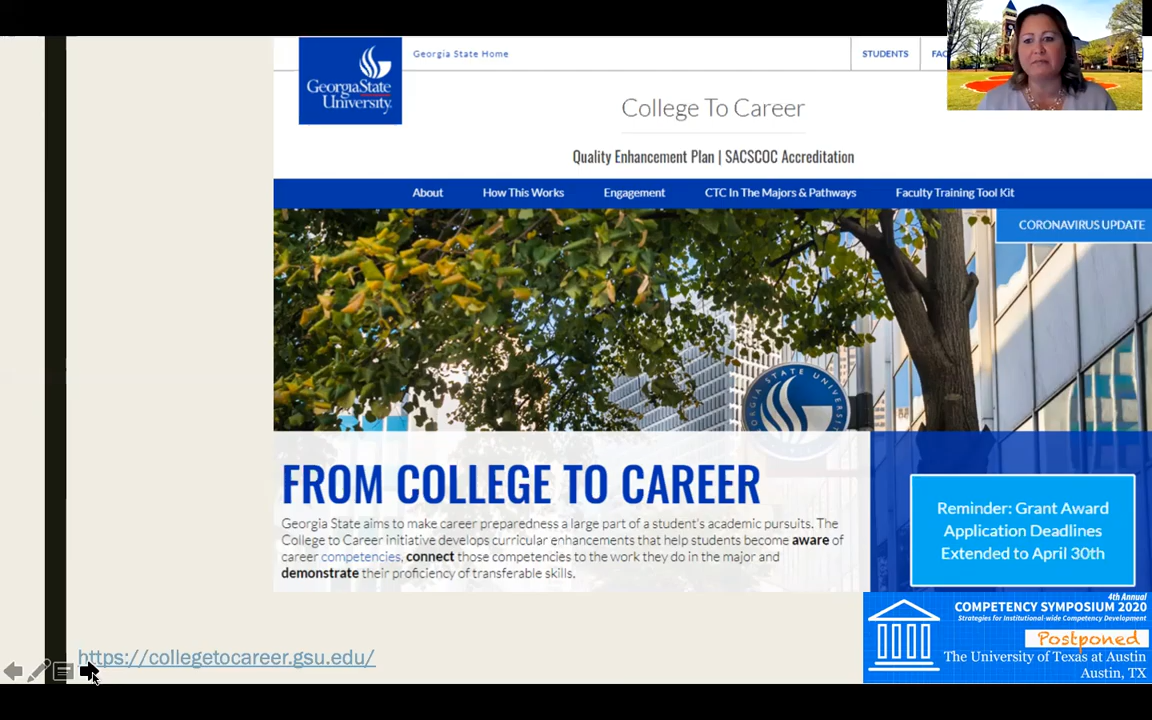 Georgia State Home
STUDENTS
FAC
GeorgiaState
University.
College To Career
Quality Enhancement Plan | SACSCOC Accreditation
About
How This Works
Engagement
CTC In The Majors & Pathways
Faculty Training Tool Kit
CORONAVIRUS UPDATE
GEORGIA STATE UNIVERSITY
FROM COLLEGE TO CAREER
Georgia State aims to make career preparedness a large part of a student's academic pursuits. The
College to Career initiative develops curricular enhancements that help students become aware of
career competencies, connect those competencies to the work they do in the major and
demonstrate their proficiency of transferable skills.
Reminder: Grant Award
Application Deadlines
Extended to April 30th
4th Annual
COMPETENCY SYMPOSIUM 2020
Strategies for Institutional-wide Competency Development
Postponed
The University of Texas at Austin
Austin, TX
https://collegetocareer.gsu.edu/